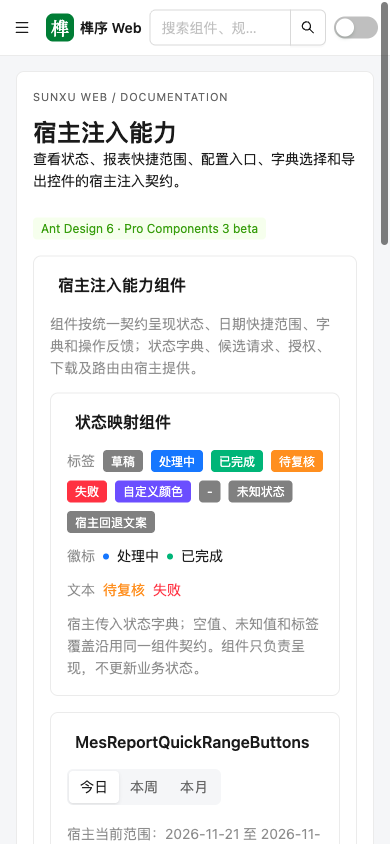 榫 榫序 Web 搜索组件、规...
SUNXU WEB / DOCUMENTATION
宿主注入能力
查看状态、报表快捷范围、配置入口、字典选择和导
出控件的宿主注入契约。
Ant Design 6 · Pro Components 3 beta
宿主注入能力组件
组件按统一契约呈现状态、日期快捷范围、字
典和操作反馈；状态字典、候选请求、授权、
下载及路由由宿主提供。
状态映射组件
标签 草稿 处理中 已完成 待复核
失败 自定义颜色 - 未知状态
宿主回退文案
徽标 处理中 已完成
文本 待复核 失败
宿主传入状态字典；空值、未知值和标签
覆盖沿用同一组件契约。组件只负责呈
现，不更新业务状态。
MesReportQuickRangeButtons
今日 本周 本月
宿主当前范围：2026-11-21 至 2026-11-